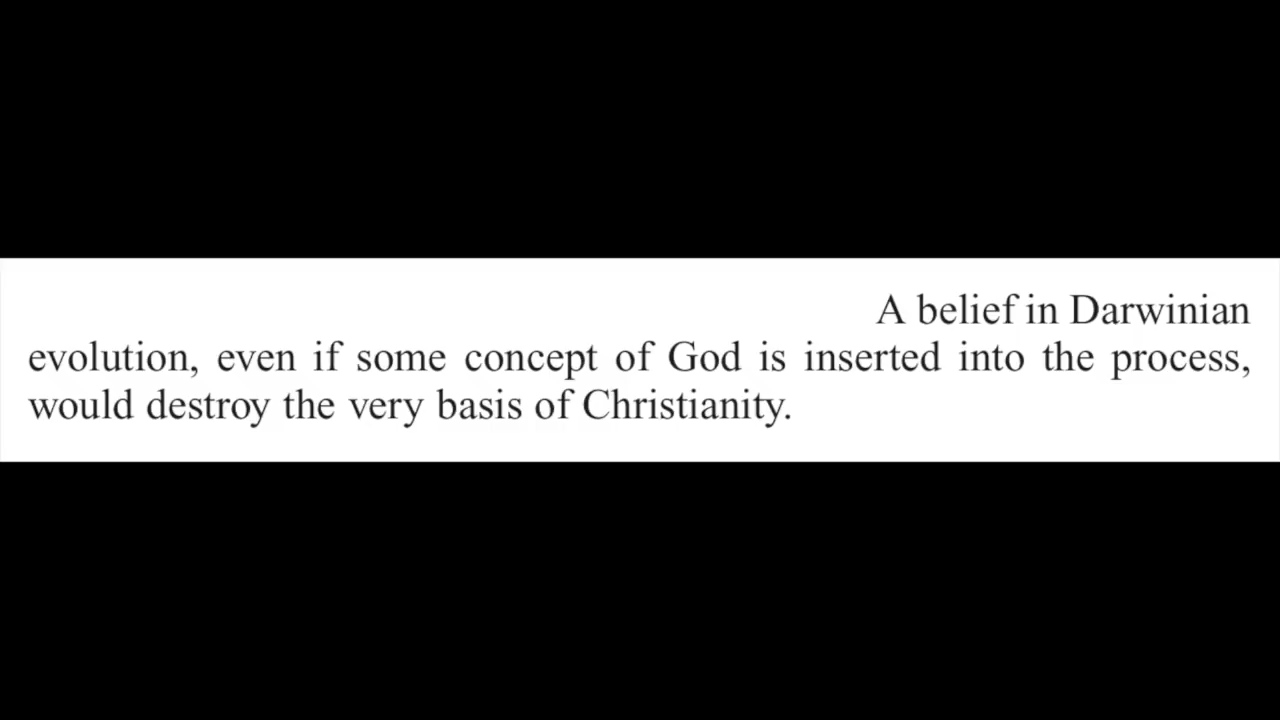 A belief in Darwinian
evolution, even if some concept of God is inserted into the process,
would destroy the very basis of Christianity.